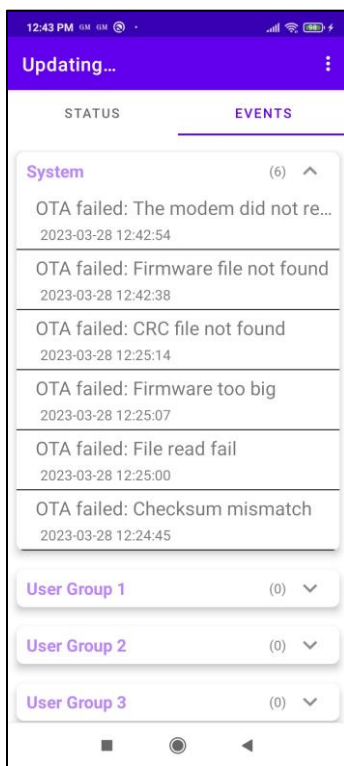 12:43 PM GM GM
98
Updating...
STATUS
EVENTS
System (6)
OTA failed: The modem did not re...
2023-03-28 12:42:54
OTA failed: Firmware file not found
2023-03-28 12:42:38
OTA failed: CRC file not found
2023-03-28 12:25:14
OTA failed: Firmware too big
2023-03-28 12:25:07
OTA failed: File read fail
2023-03-28 12:25:00
OTA failed: Checksum mismatch
2023-03-28 12:24:45
User Group 1 (0)
User Group 2 (0)
User Group 3 (0)